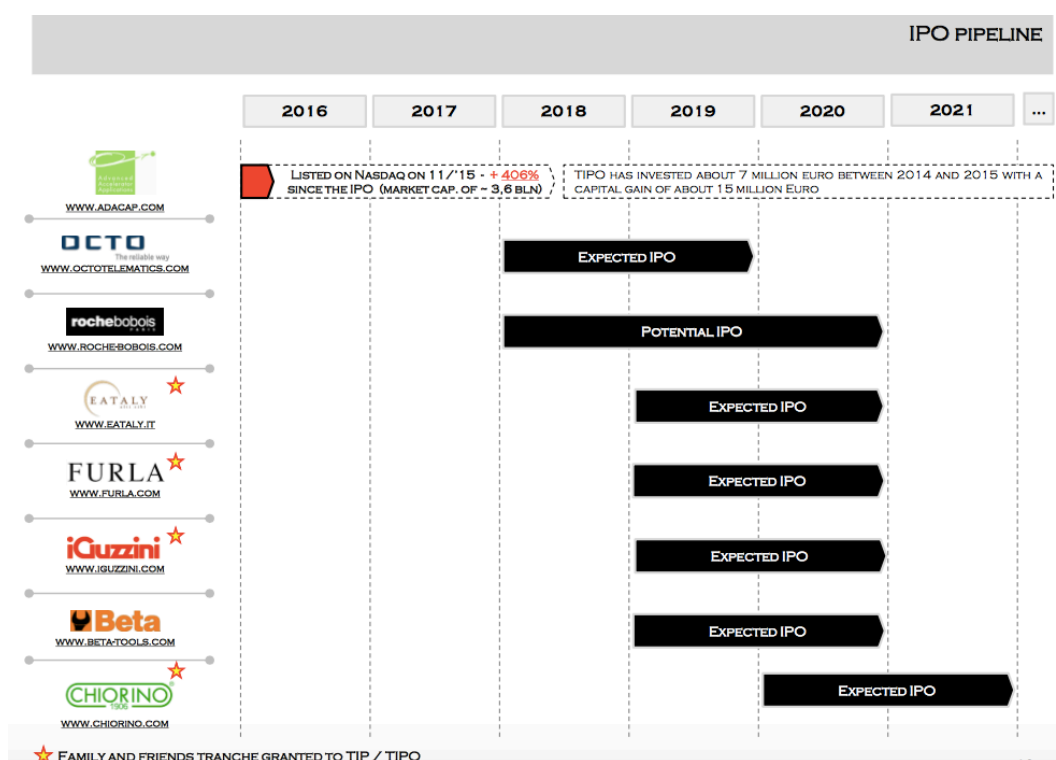 IPO PIPELINE
2016 2017 2018 2019 2020 2021 ...
Advanced
Accelerator
Applications
WWW.ADACAP.COM
LISTED ON NASDAQ ON 11/'15 - + 406%
SINCE THE IPO (MARKET CAP. OF ~ 3,6 BLN)
TIPO HAS INVESTED ABOUT 7 MILLION EURO BETWEEN 2014 AND 2015 WITH A
CAPITAL GAIN OF ABOUT 15 MILLION EURO
OCTO
The reliable way
WWW.OCTOTELEMATICS.COM
EXPECTED IPO
rochebobois
PARIS
WWW.ROCHE-BOBOIS.COM
POTENTIAL IPO
EATALY
WWW.EATALY.IT
EXPECTED IPO
FURLA
WWW.FURLA.COM
EXPECTED IPO
iGuzzini
WWW.IGUZZINI.COM
EXPECTED IPO
Beta
WWW.BETA-TOOLS.COM
EXPECTED IPO
CHIORINO
1906
WWW.CHIORINO.COM
EXPECTED IPO
FAMILY AND FRIENDS TRANCHE GRANTED TO TIP / TIPO